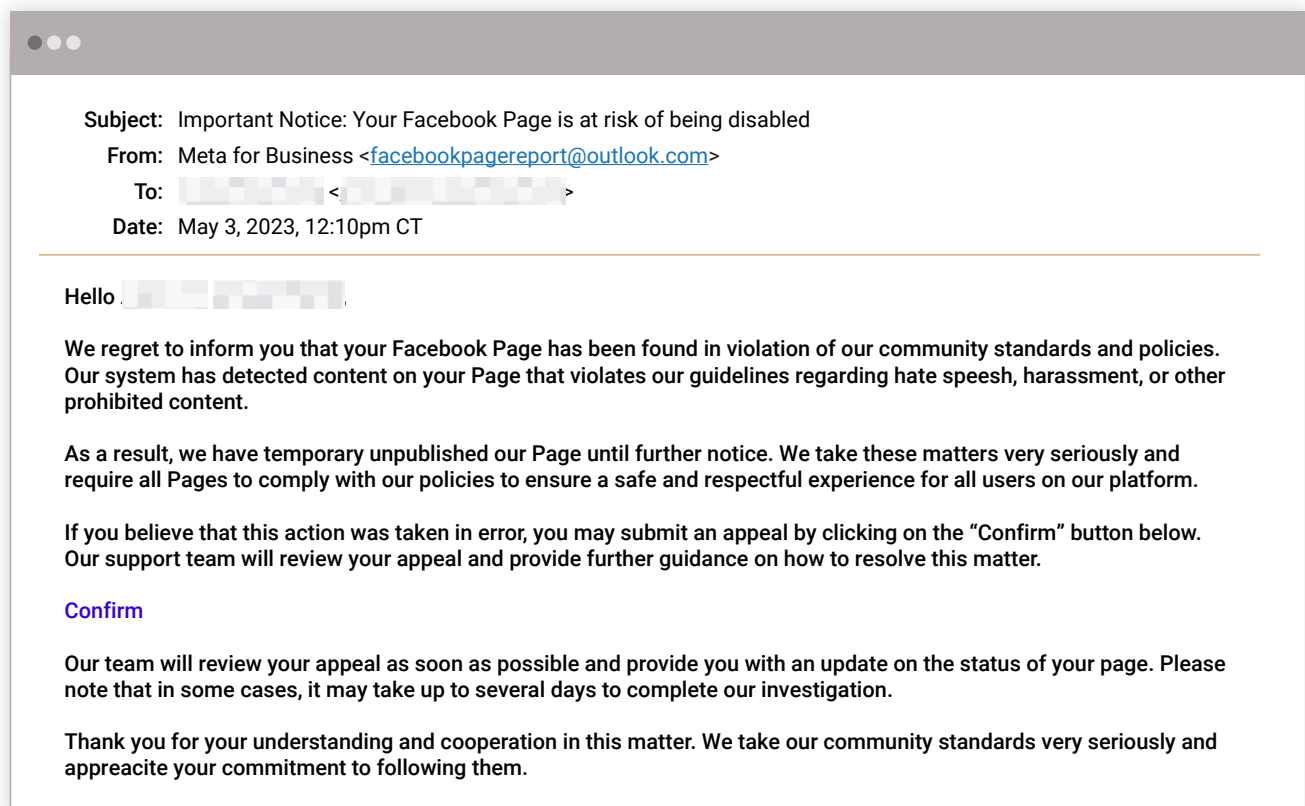 Subject: Important Notice: Your Facebook Page is at risk of being disabled
From: Meta for Business <facebookpagereport@outlook.com>
To: < >
Date: May 3, 2023, 12:10pm CT
Hello ,
We regret to inform you that your Facebook Page has been found in violation of our community standards and policies.
Our system has detected content on your Page that violates our guidelines regarding hate speesh, harassment, or other
prohibited content.
As a result, we have temporary unpublished our Page until further notice. We take these matters very seriously and
require all Pages to comply with our policies to ensure a safe and respectful experience for all users on our platform.
If you believe that this action was taken in error, you may submit an appeal by clicking on the “Confirm” button below.
Our support team will review your appeal and provide further guidance on how to resolve this matter.
Confirm
Our team will review your appeal as soon as possible and provide you with an update on the status of your page. Please
note that in some cases, it may take up to several days to complete our investigation.
Thank you for your understanding and cooperation in this matter. We take our community standards very seriously and
appreacite your commitment to following them.